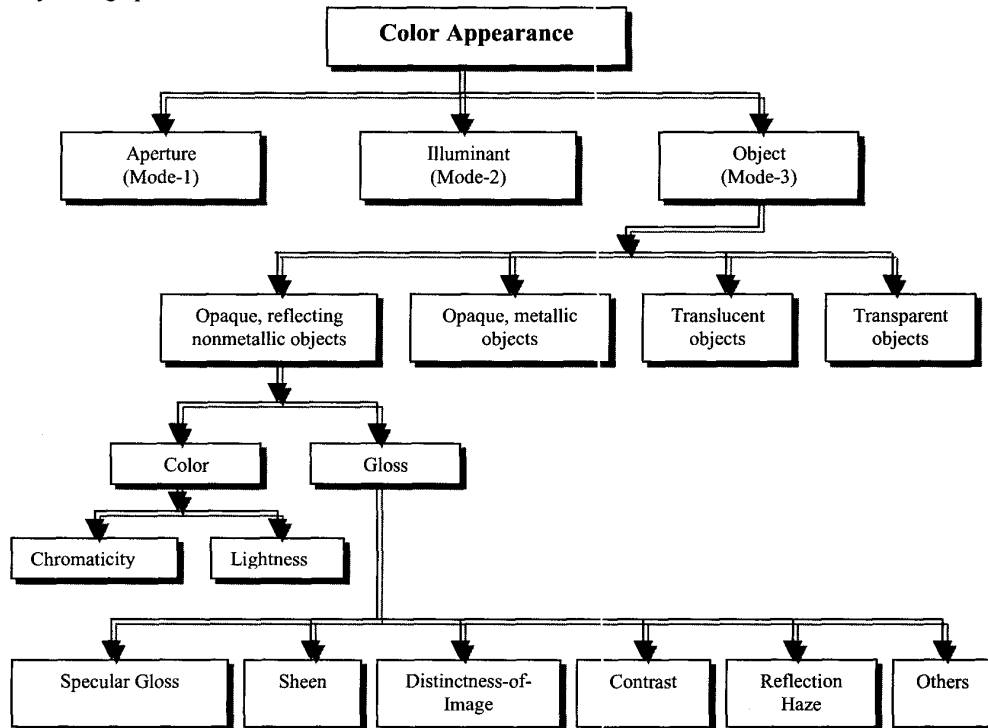 Color Appearance
Aperture
(Mode-1)
Illuminant
(Mode-2)
Object
(Mode-3)
Opaque, reflecting
nonmetallic objects
Opaque, metallic
objects
Translucent
objects
Transparent
objects
Color
Gloss
Chromaticity
Lightness
Specular Gloss
Sheen
Distinctness-of-
Image
Contrast
Reflection
Haze
Others